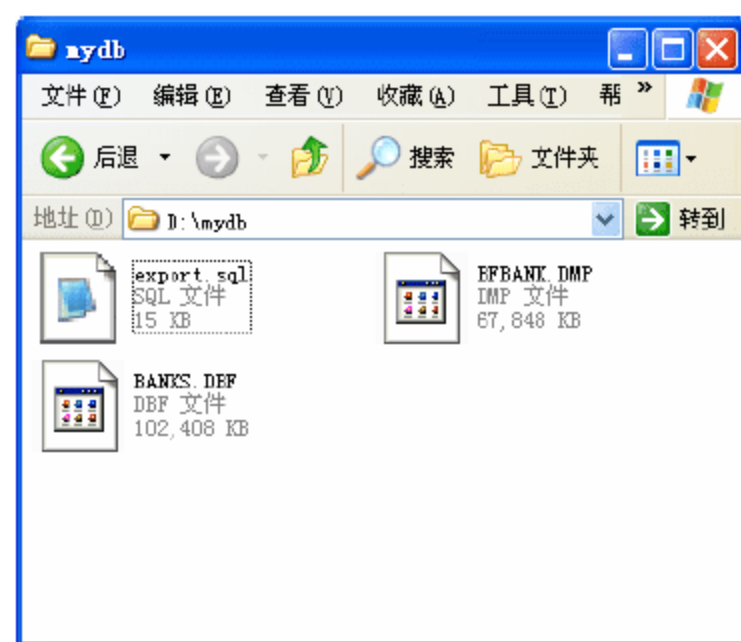 mydb
文件(F) 编辑(E) 查看(V) 收藏(A) 工具(T) 帮 »
后退 搜索 文件夹
地址(D) D:\mydb 转到
export.sql
SQL 文件
15 KB
BFBANK.DMP
DMP 文件
67,848 KB
BANKS.DBF
DBF 文件
102,408 KB